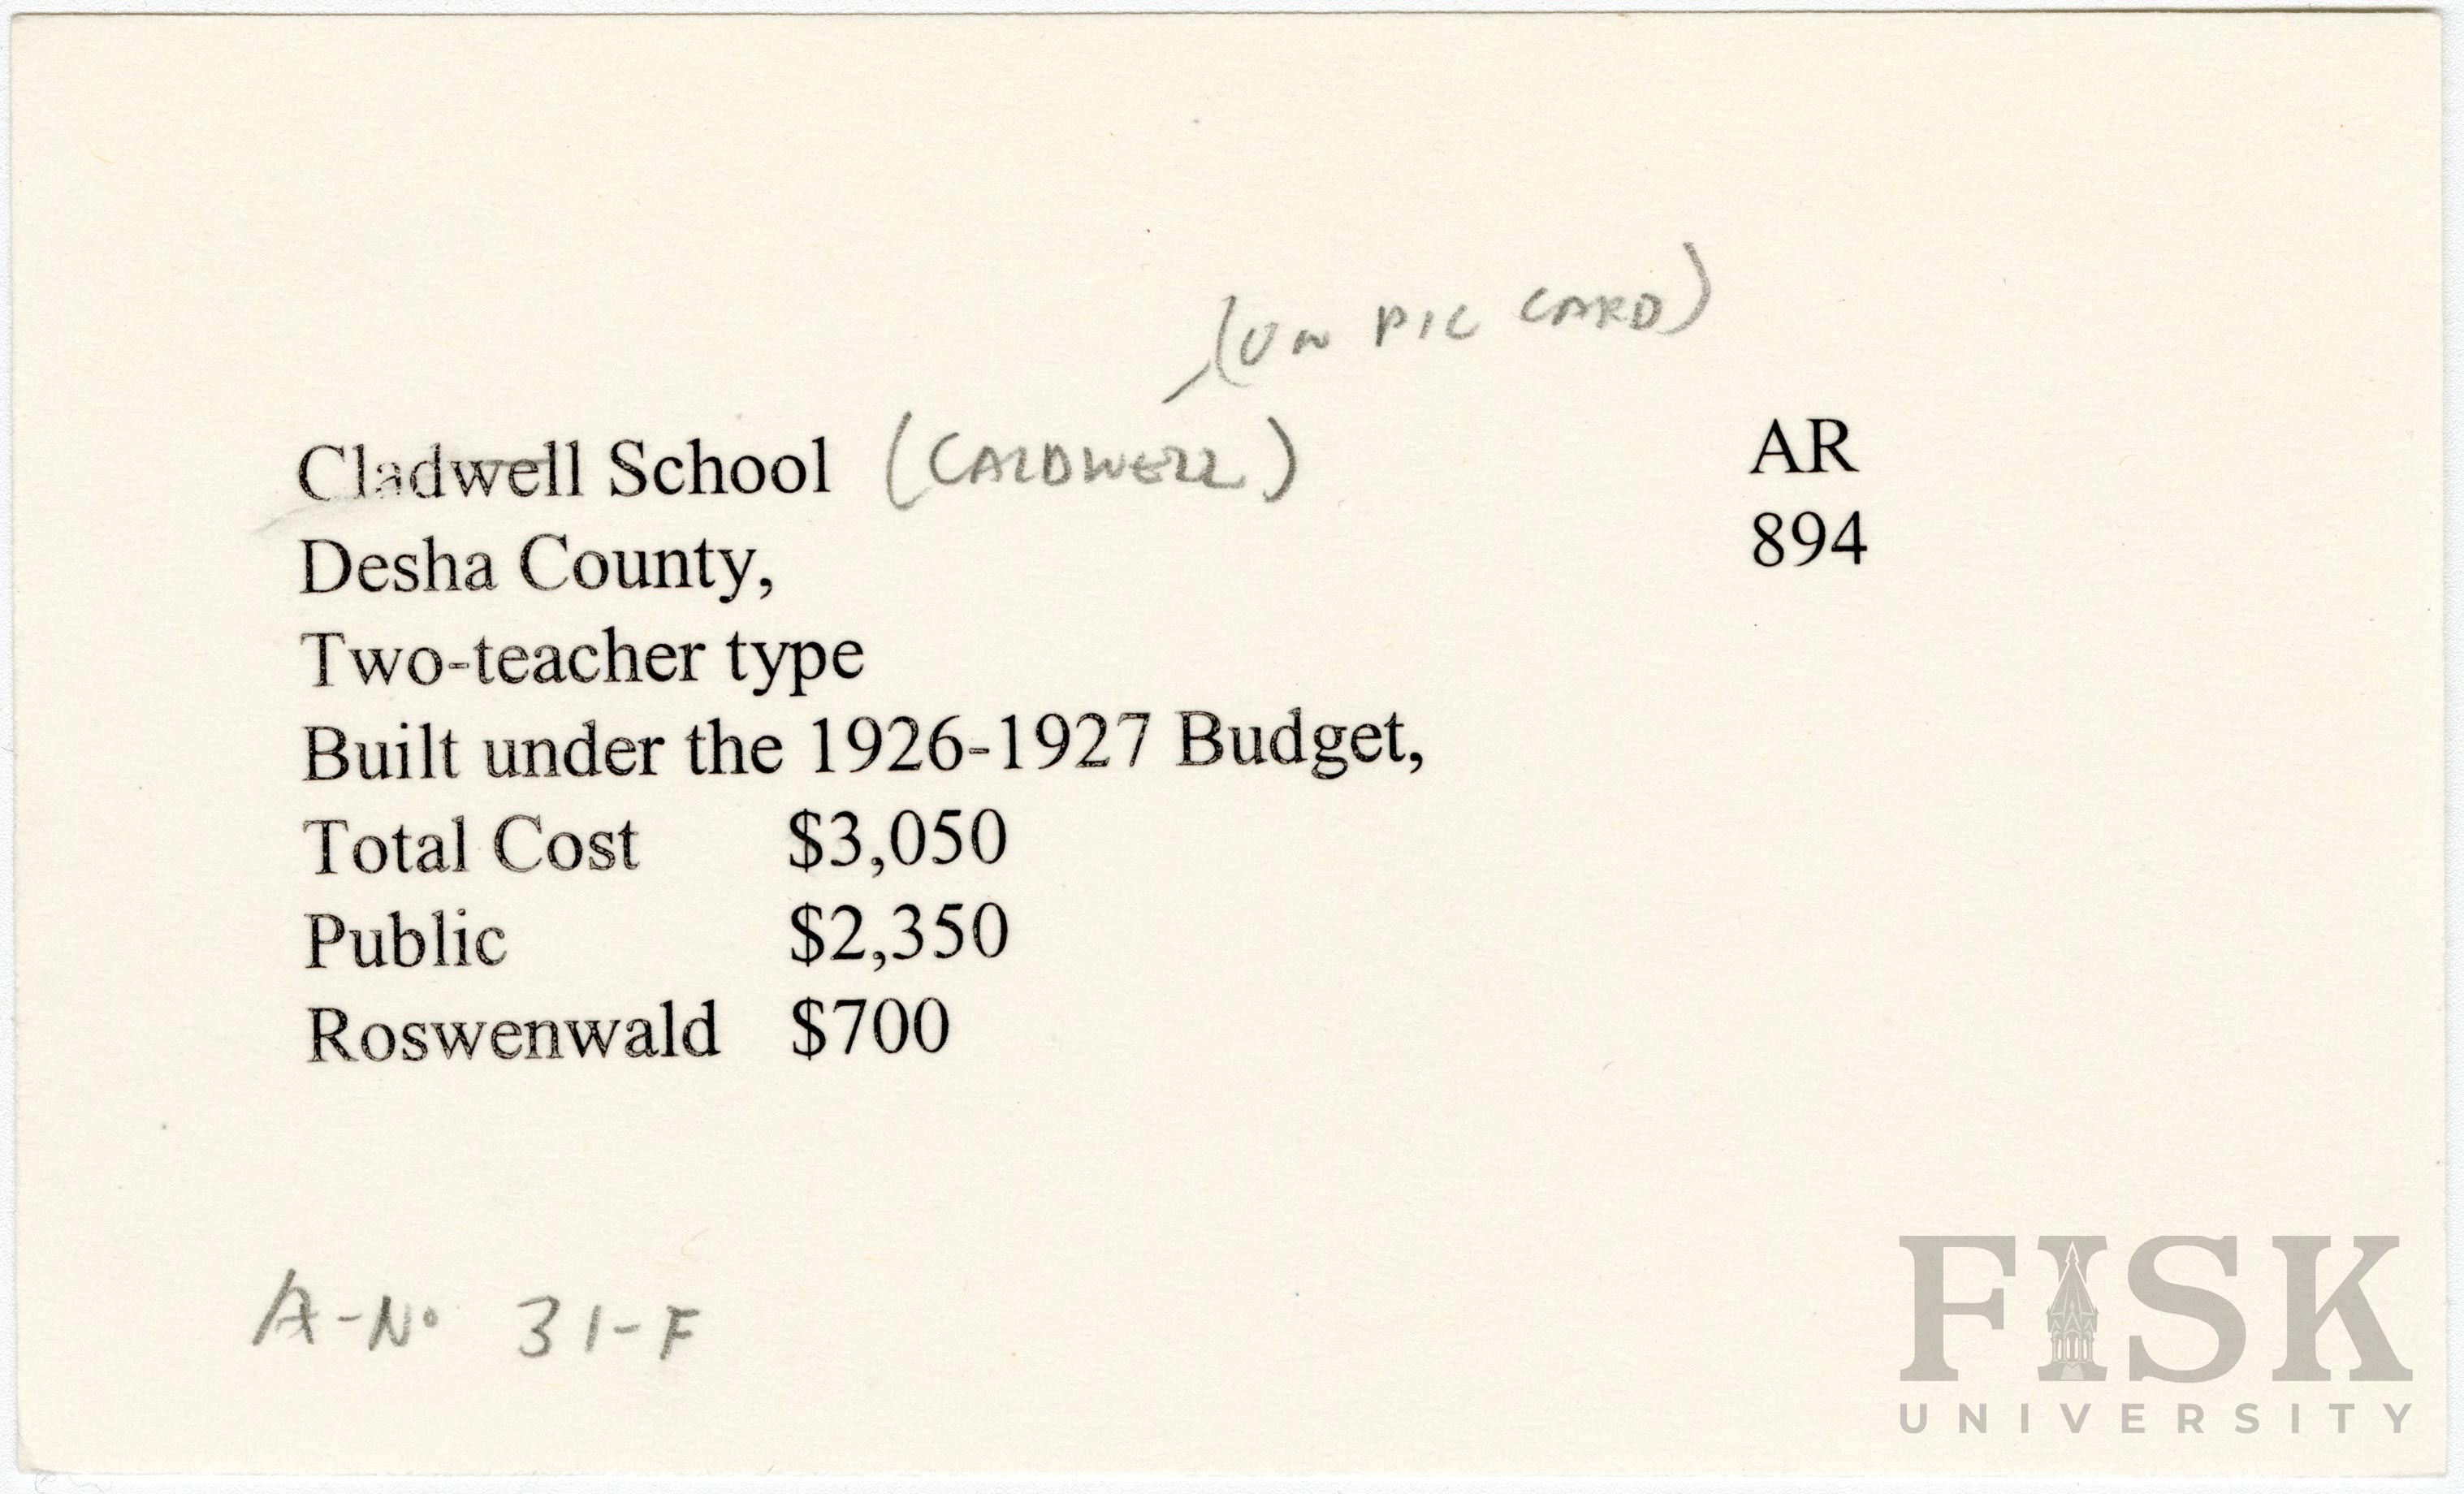 (ON PIC CARD)
Cladwell School (CALDWELL) AR
Desha County, 894
Two-teacher type
Built under the 1926-1927 Budget,
Total Cost $3,050
Public $2,350
Roswenwald $700
A-No 31-F
FISK
UNIVERSITY